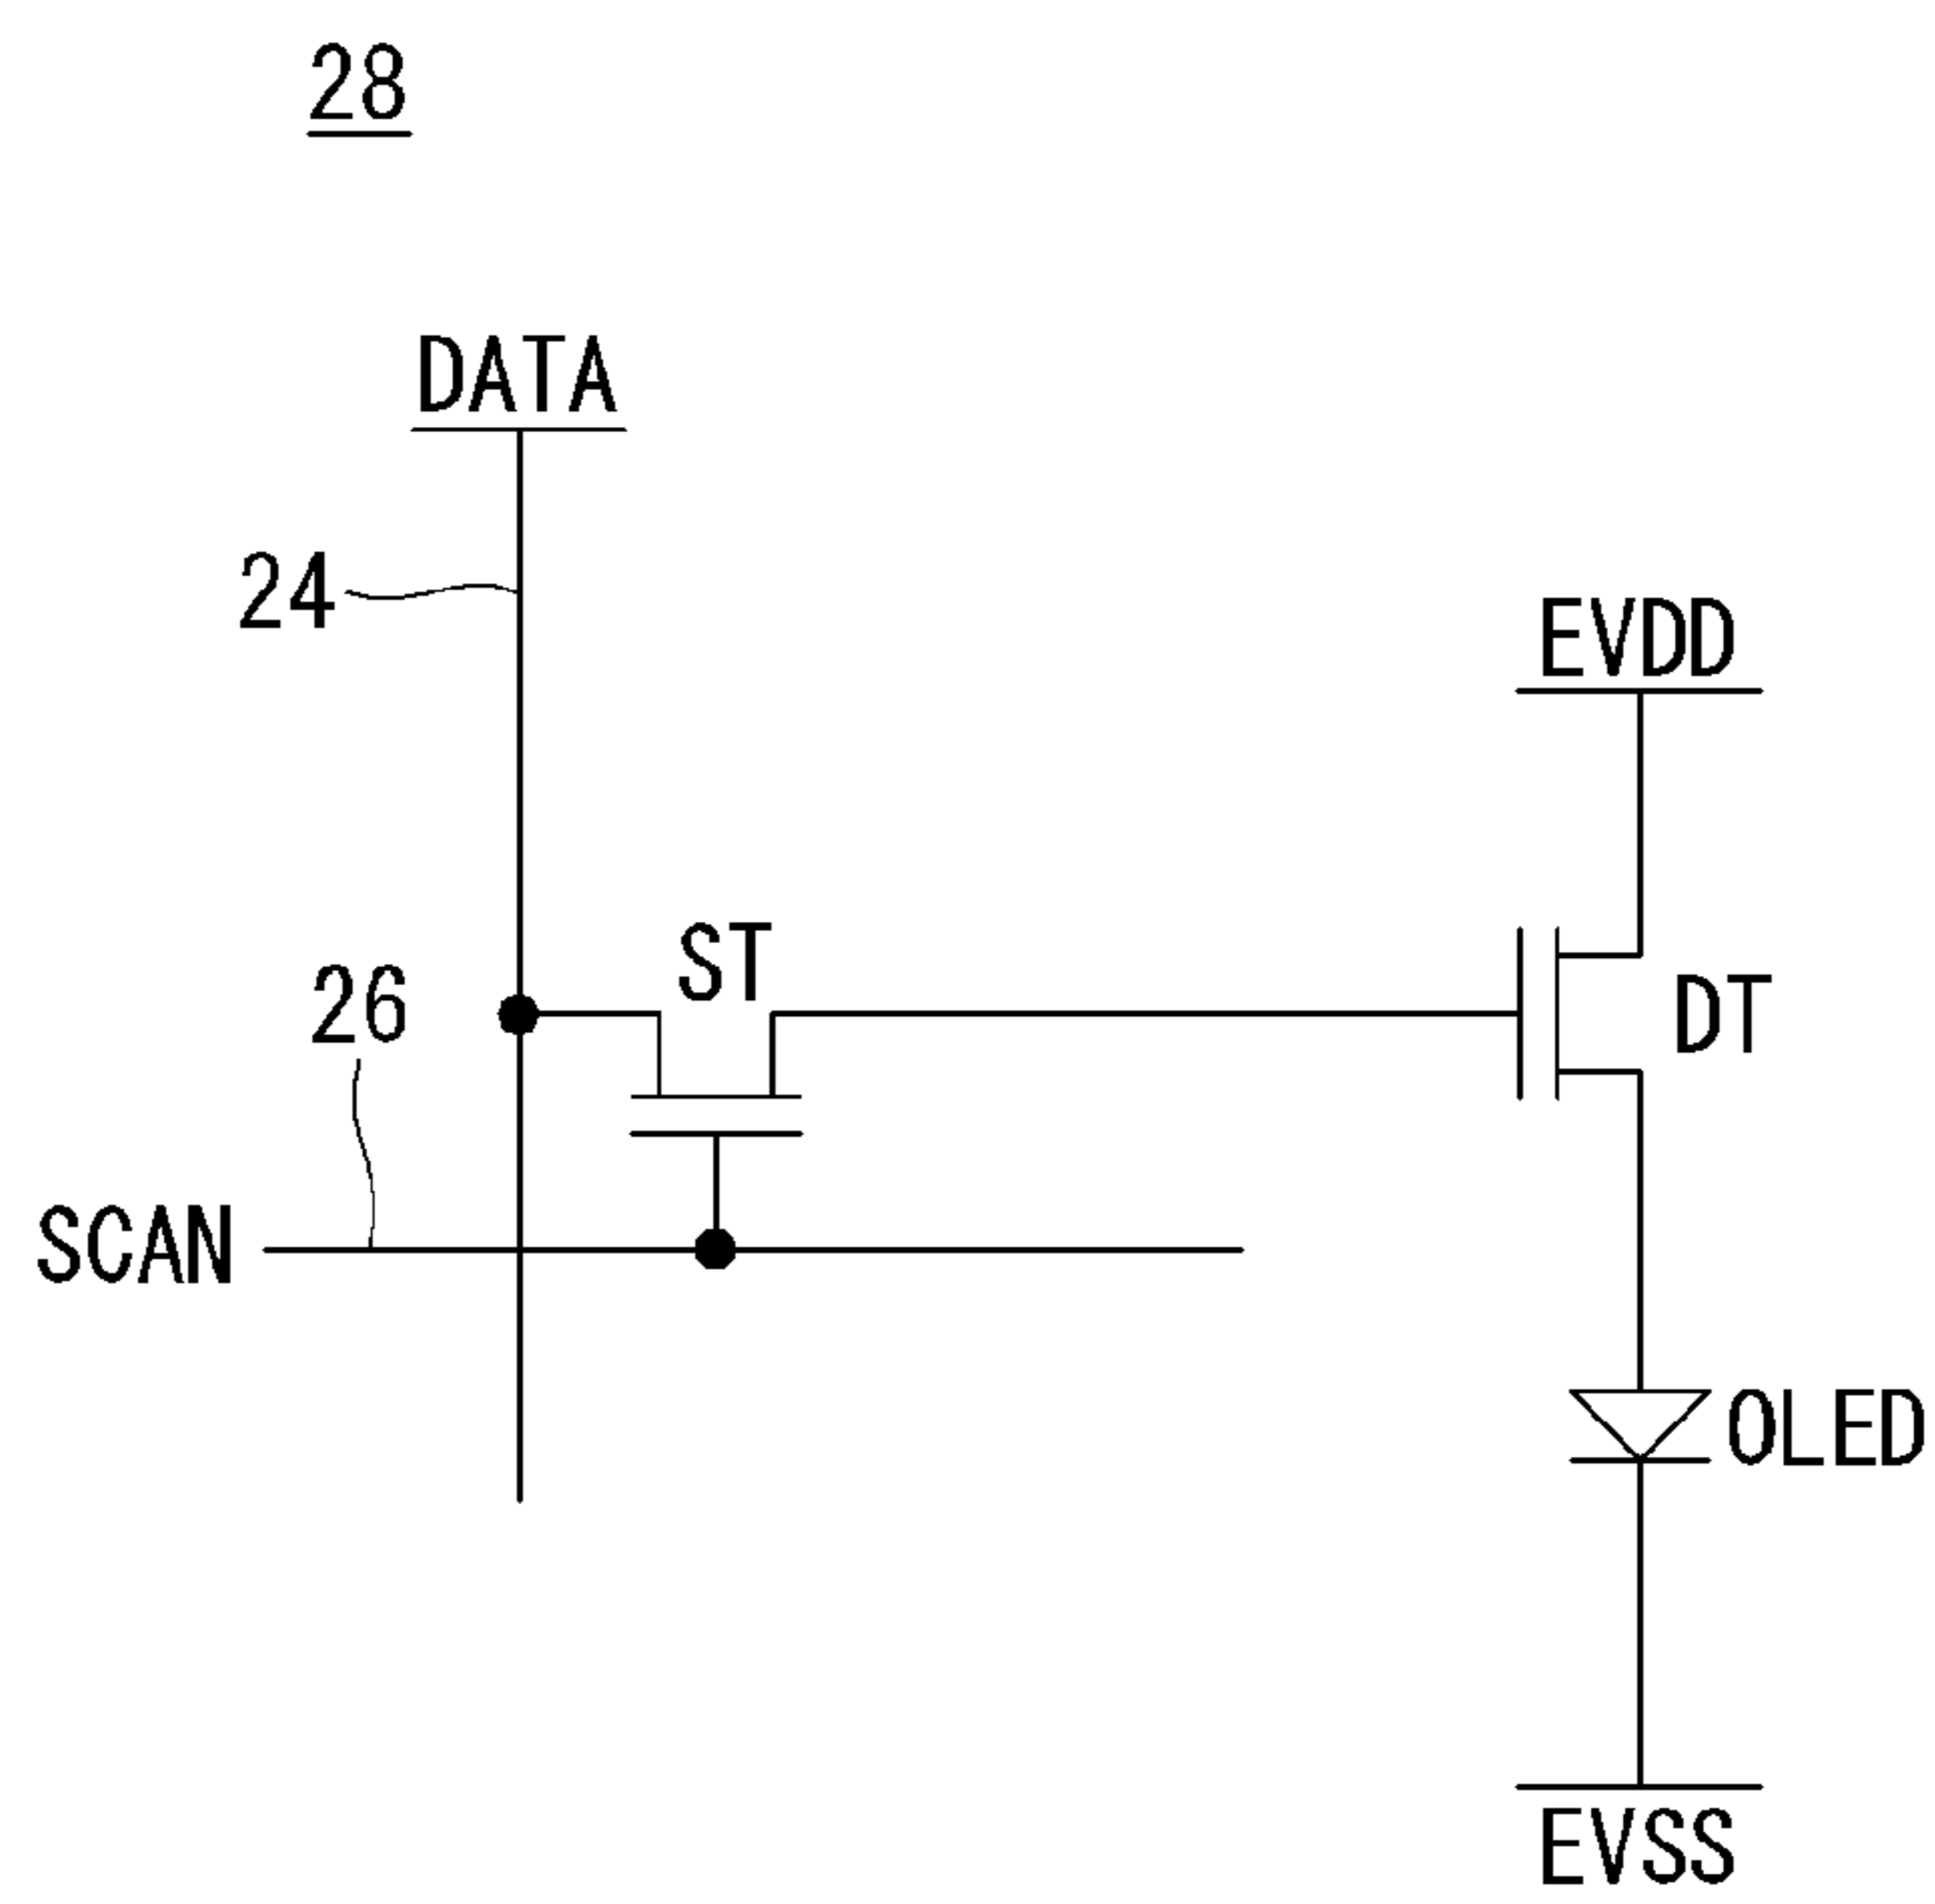 28
DATA
24
EVDD
ST
26
DT
SCAN
OLED
EVSS